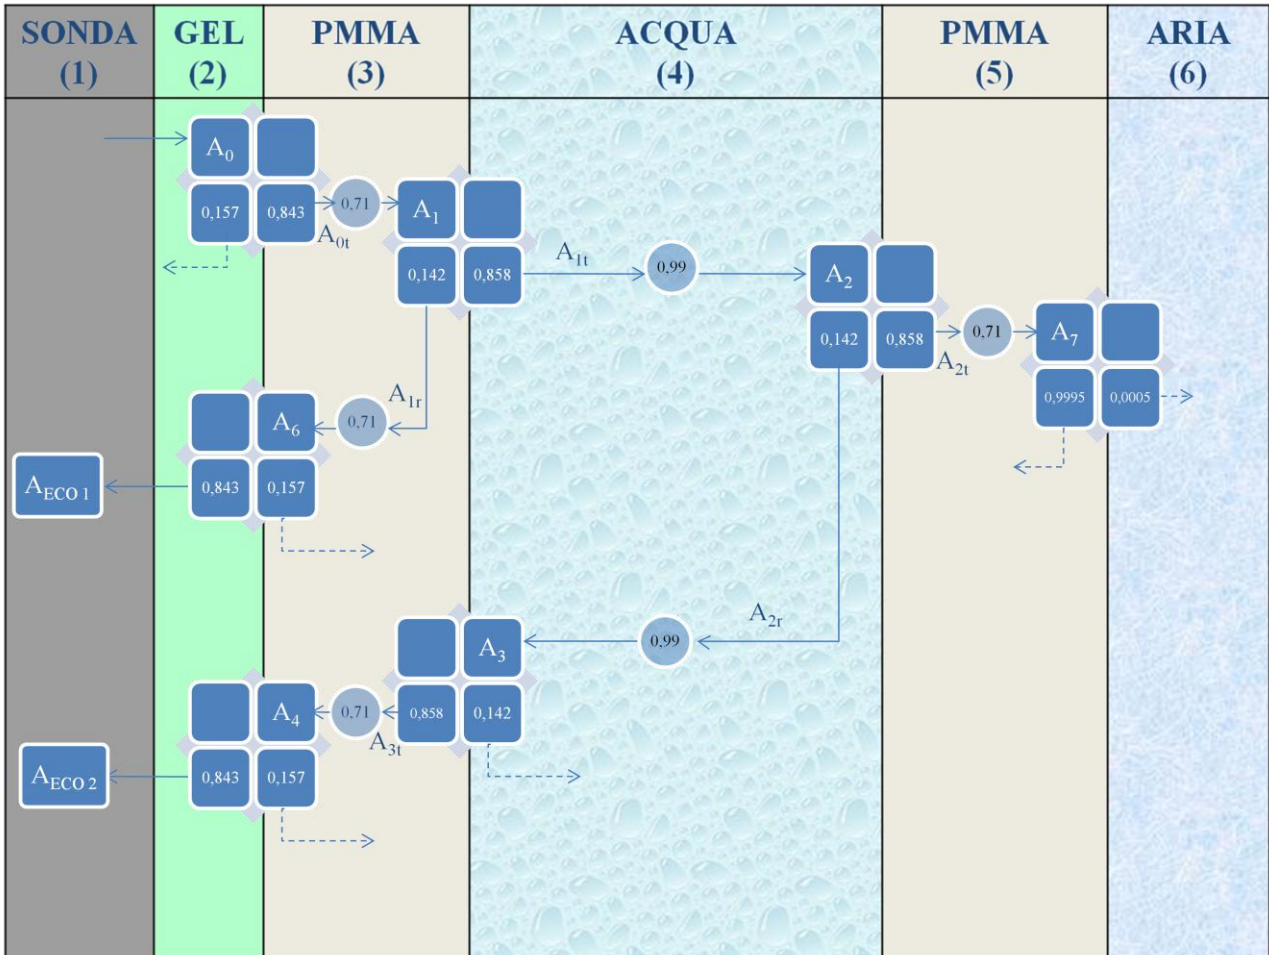 SONDA
(1)
GEL
(2)
PMMA
(3)
ACQUA
(4)
PMMA
(5)
ARIA
(6)
A0
0,157
0,843
0,71
A0t
A1
0,142
0,858
A1t
0,99
A2
0,142
0,858
0,71
A2t
A7
0,9995
0,0005
A1r
0,71
A6
0,843
0,157
AECO 1
A2r
0,99
A3
0,858
0,142
0,71
A3t
A4
0,843
0,157
AECO 2